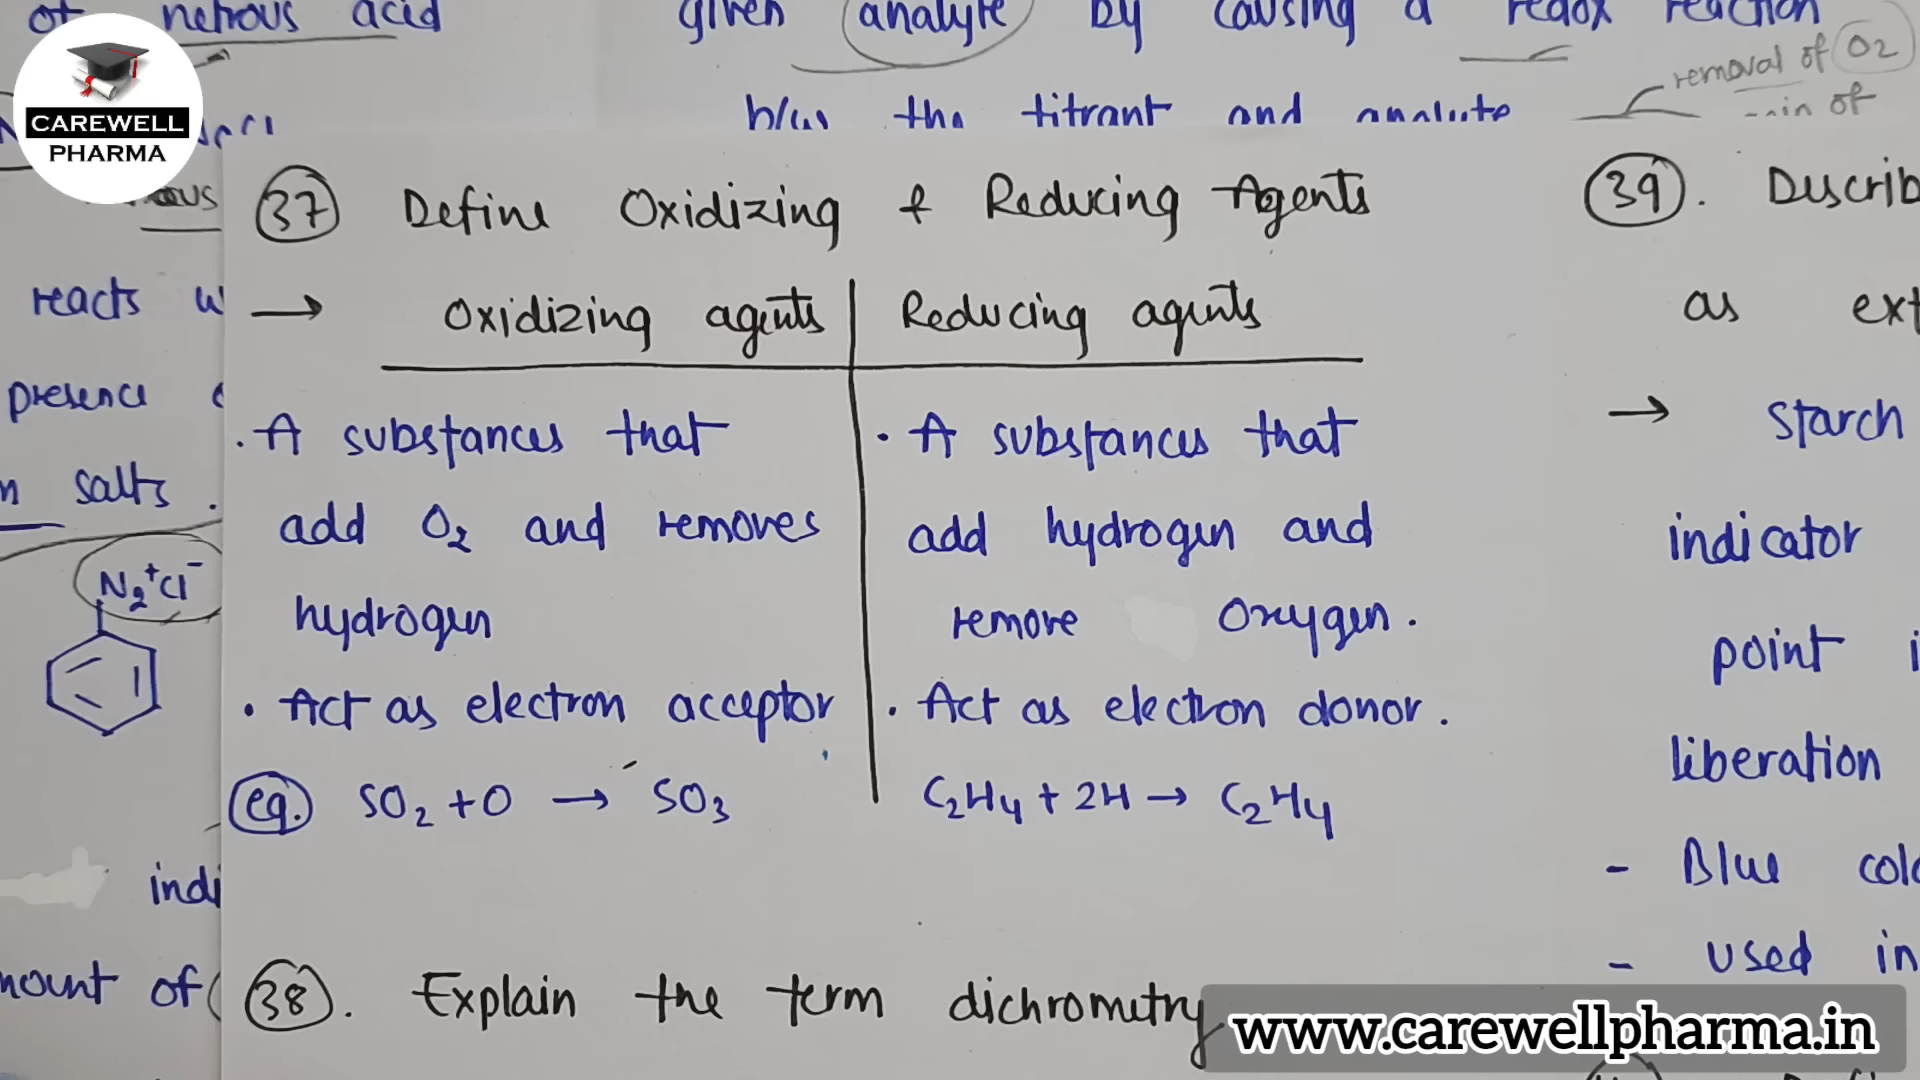 of netrous acid
given analyte by causing a redox reaction
removal of O2
b/w the titrant and analyte
CAREWELL
PHARMA
37 Define Oxidizing & Reducing Agents
→ Oxidizing agents | Reducing agents
. A substances that
add O2 and removes
hydrogen
. Act as electron acceptor
eg. SO2 + O → SO3
. A substances that
add hydrogen and
remove oxygen.
. Act as electron donor.
C2H4 + 2H → C2H4
38. Explain the term dichrometry
39. Describ
as ext
→ starch
indicator
point i
liberation
- Blue colo
- used in
reacts w
presence
salts.
N2+Cl-
indi
mount of
www.carewellpharma.in